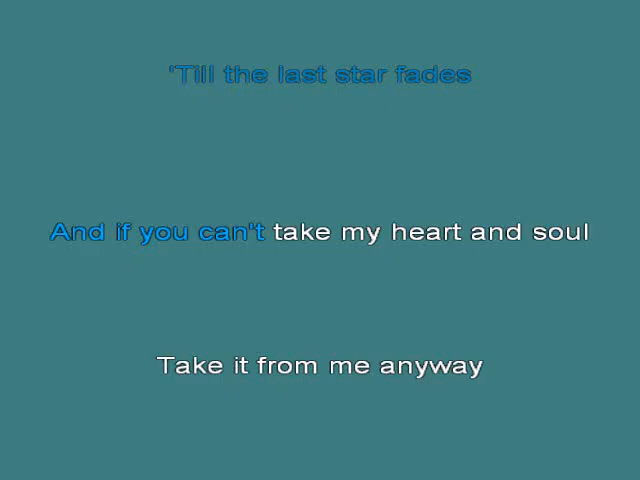 'Till the last star fades
And if you can't take my heart and soul
Take it from me anyway